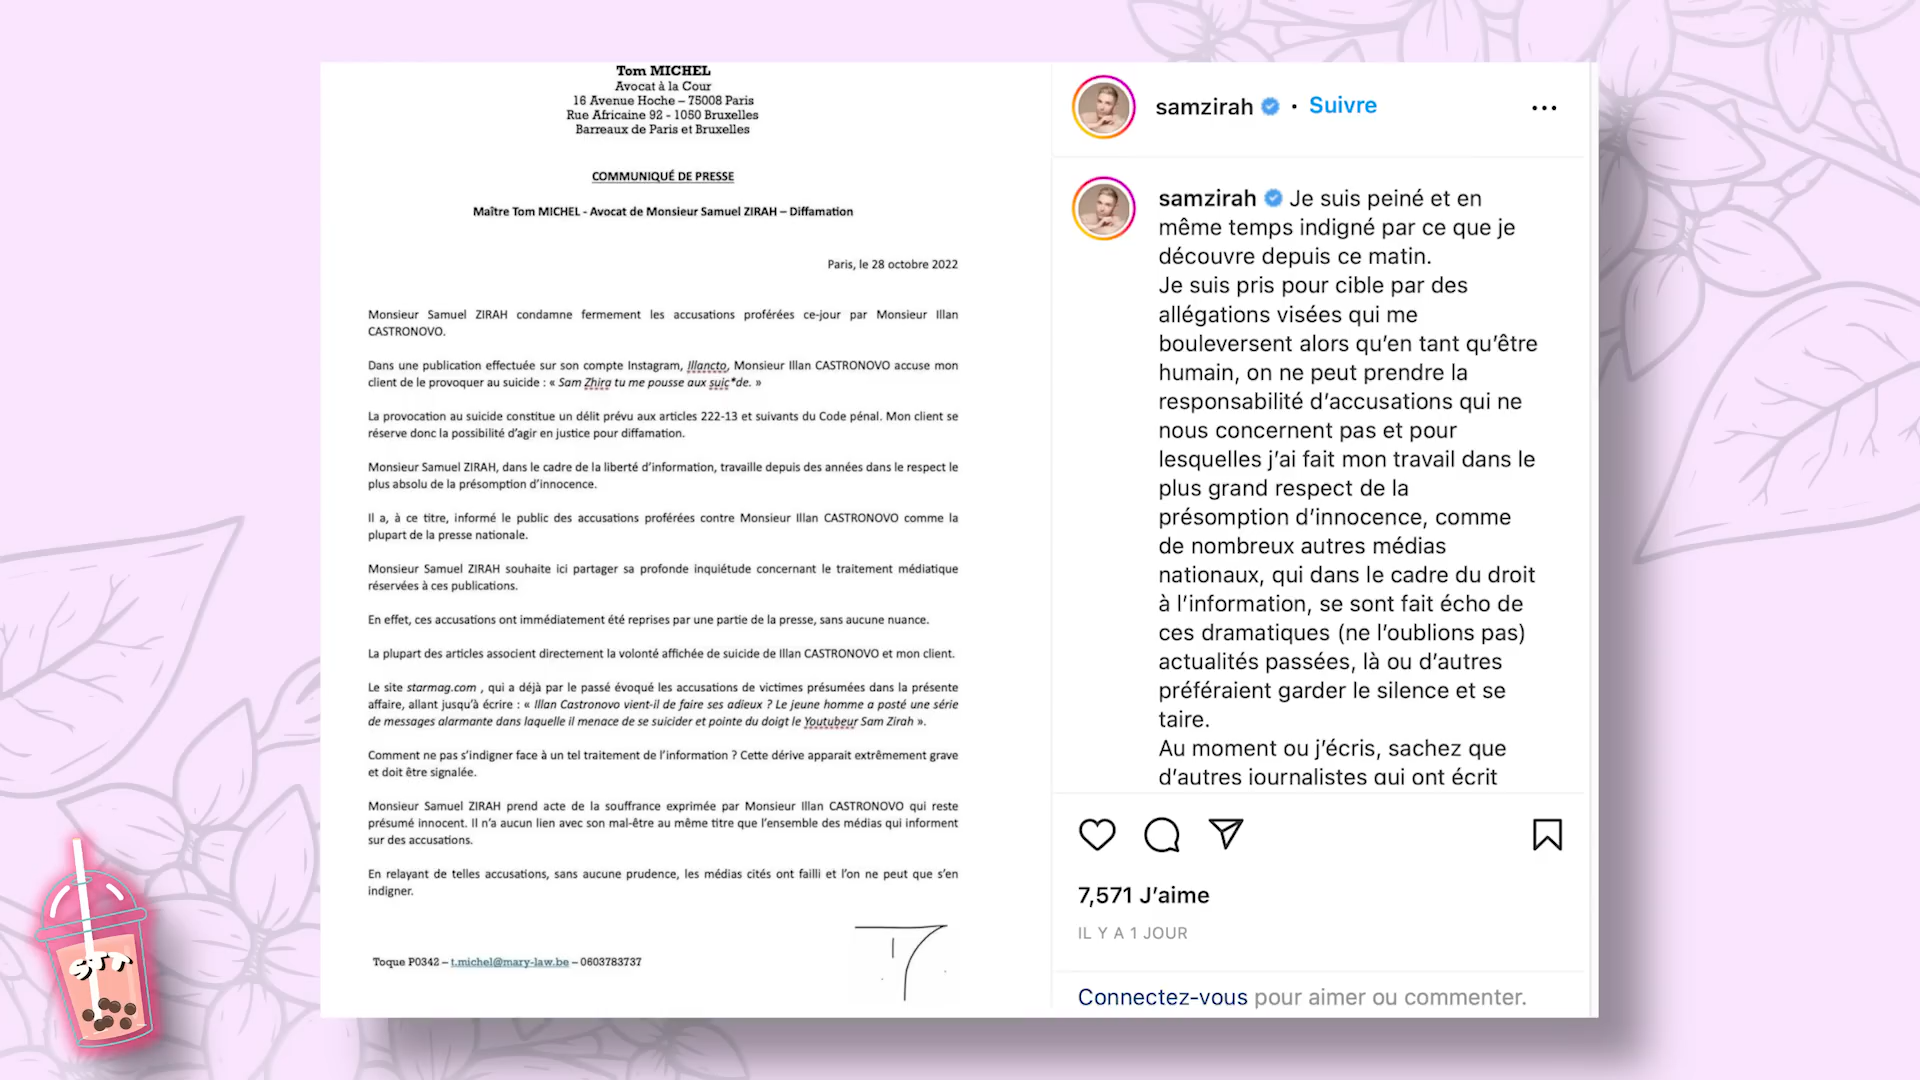 Tom MICHEL
Avocat à la Cour
16 Avenue Hoche – 75008 Paris
Rue Africaine 92 - 1050 Bruxelles
Barreaux de Paris et Bruxelles
COMMUNIQUÉ DE PRESSE
Maître Tom MICHEL - Avocat de Monsieur Samuel ZIRAH – Diffamation
Paris, le 28 octobre 2022
Monsieur Samuel ZIRAH condamne fermement les accusations proférées ce-jour par Monsieur Illan
CASTRONOVO.
Dans une publication effectuée sur son compte Instagram, Illancto, Monsieur Illan CASTRONOVO accuse mon
client de le provoquer au suicide : « Sam Zhira tu me pousse aux suic*de. »
La provocation au suicide constitue un délit prévu aux articles 222-13 et suivants du Code pénal. Mon client se
réserve donc la possibilité d’agir en justice pour diffamation.
Monsieur Samuel ZIRAH, dans le cadre de la liberté d’information, travaille depuis des années dans le respect le
plus absolu de la présomption d’innocence.
Il a, à ce titre, informé le public des accusations proférées contre Monsieur Illan CASTRONOVO comme la
plupart de la presse nationale.
Monsieur Samuel ZIRAH souhaite ici partager sa profonde inquiétude concernant le traitement médiatique
réservées à ces publications.
En effet, ces accusations ont immédiatement été reprises par une partie de la presse, sans aucune nuance.
La plupart des articles associent directement la volonté affichée de suicide de Illan CASTRONOVO et mon client.
Le site starmag.com , qui a déjà par le passé évoqué les accusations de victimes présumées dans la présente
affaire, allant jusqu’à écrire : « Illan Castronovo vient-il de faire ses adieux ? Le jeune homme a posté une série
de messages alarmante dans laquelle il menace de se suicider et pointe du doigt le Youtubeur Sam Zirah ».
Comment ne pas s’indigner face à un tel traitement de l’information ? Cette dérive apparait extrêmement grave
et doit être signalée.
Monsieur Samuel ZIRAH prend acte de la souffrance exprimée par Monsieur Illan CASTRONOVO qui reste
présumé innocent. Il n’a aucun lien avec son mal-être au même titre que l’ensemble des médias qui informent
sur des accusations.
En relayant de telles accusations, sans aucune prudence, les médias cités ont failli et l’on ne peut que s’en
indigner.
Toque P0342 – t.michel@mary-law.be – 0603783737
samzirah • Suivre
samzirah Je suis peiné et en
même temps indigné par ce que je
découvre depuis ce matin.
Je suis pris pour cible par des
allégations visées qui me
bouleversent alors qu’en tant qu’être
humain, on ne peut prendre la
responsabilité d’accusations qui ne
nous concernent pas et pour
lesquelles j’ai fait mon travail dans le
plus grand respect de la
présomption d’innocence, comme
de nombreux autres médias
nationaux, qui dans le cadre du droit
à l’information, se sont fait écho de
ces dramatiques (ne l’oublions pas)
actualités passées, là ou d’autres
préféraient garder le silence et se
taire.
Au moment ou j’écris, sachez que
d’autres journalistes qui ont écrit
7,571 J’aime
IL Y A 1 JOUR
Connectez-vous pour aimer ou commenter.
STT